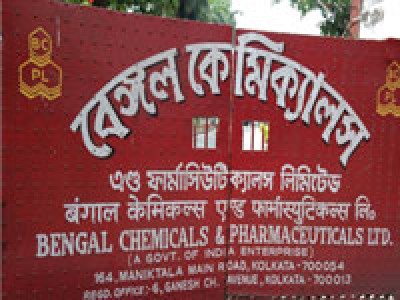 BC
PL
বেঙ্গল কেমিক্যালস
এণ্ড ফার্মাসিউটিক্যালস লিমিটেড
बंगाल केमिकल्स एण्ड फार्मास्युटिकल्स लि०
BENGAL CHEMICALS & PHARMACEUTICALS LTD.
(A GOVT. OF INDIA ENTERPRISE)
164, MANIKTALA MAIN ROAD, KOLKATA-700054
REGD. OFFICE:-6, GANESH CH. AVENUE, KOLKATA-700013